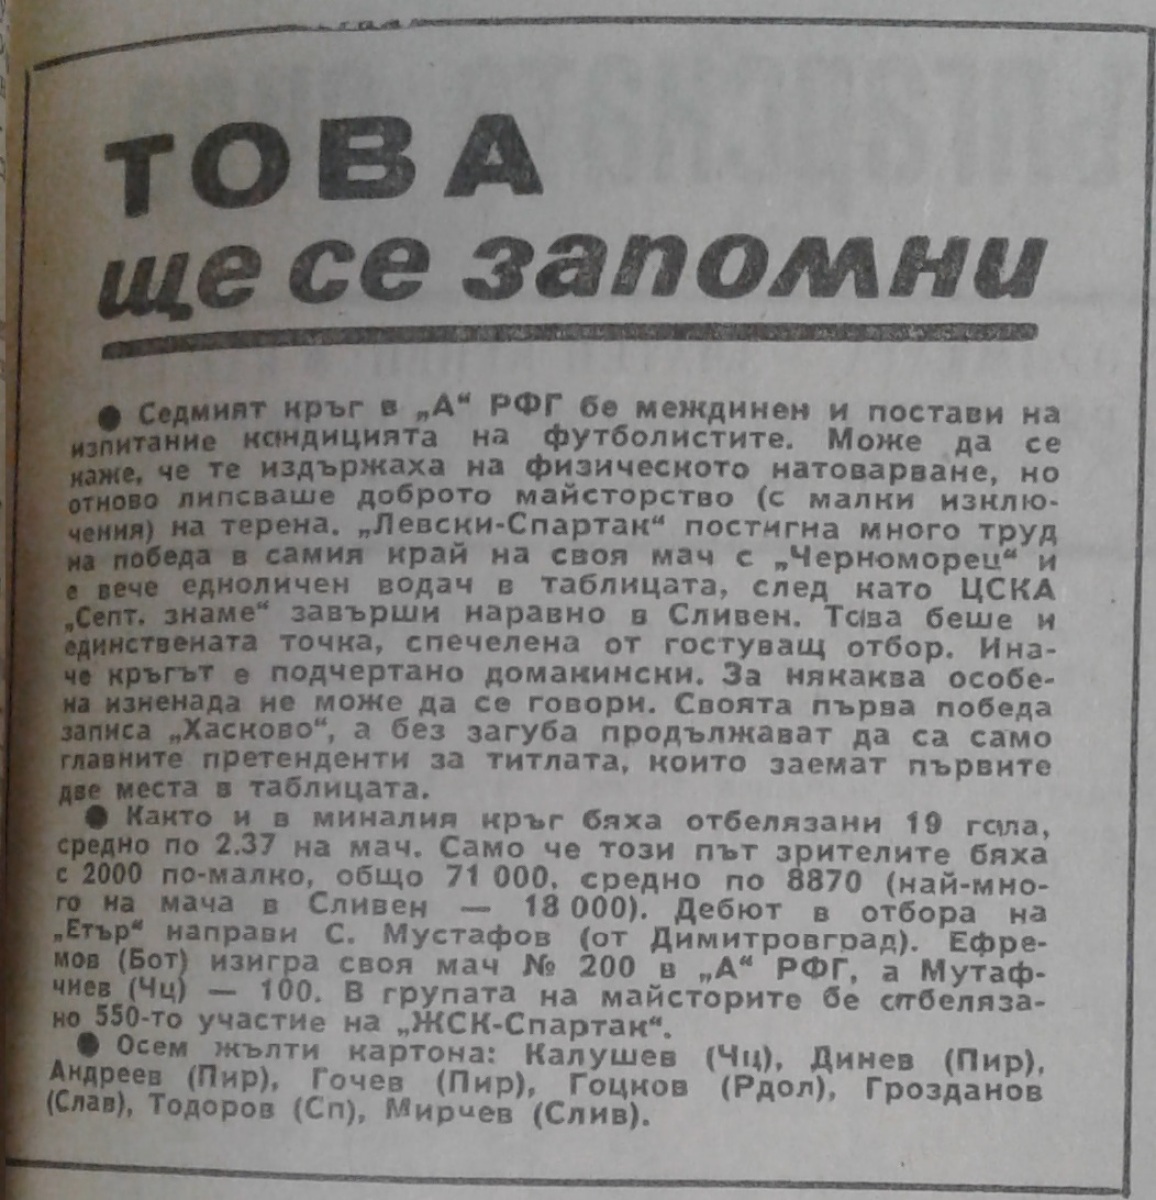 ТОВА
ще се запомни
● Седмият кръг в „А“ РФГ бе междинен и постави на
изпитание кондицията на футболистите. Може да се
каже, че те издържаха на физическото натоварване, но
отново липсваше доброто майсторство (с малки изклю-
чения) на терена. „Левски-Спартак“ постигна много труд
на победа в самия край на своя мач с „Черноморец“ и
е вече едноличен водач в таблицата, след като ЦСКА
„Септ. знаме“ завърши наравно в Сливен. Това беше и
единствената точка, спечелена от гостуващ отбор. Ина-
че кръгът е подчертано домакински. За някаква особе-
на изненада не може да се говори. Своята първа победа
записа „Хасково“, а без загуба продължават да са само
главните претенденти за титлата, които заемат първите
две места в таблицата.
● Както и в миналия кръг бяха отбелязани 19 гола,
средно по 2.37 на мач. Само че този път зрителите бяха
с 2000 по-малко, общо 71 000, средно по 8870 (най-мно-
го на мача в Сливен — 18 000). Дебют в отбора на
„Етър“ направи С. Мустафов (от Димитровград). Ефре-
мов (Бот) изигра своя мач № 200 в „А“ РФГ, а Мутаф-
чиев (Чц) — 100. В групата на майсторите бе отбеляза-
но 550-то участие на „ЖСК-Спартак“.
● Осем жълти картона: Калушев (Чц), Динев (Пир),
Андреев (Пир), Гочев (Пир), Гоцков (Рдол), Грозданов
(Слав), Тодоров (Сп), Мирчев (Слив).